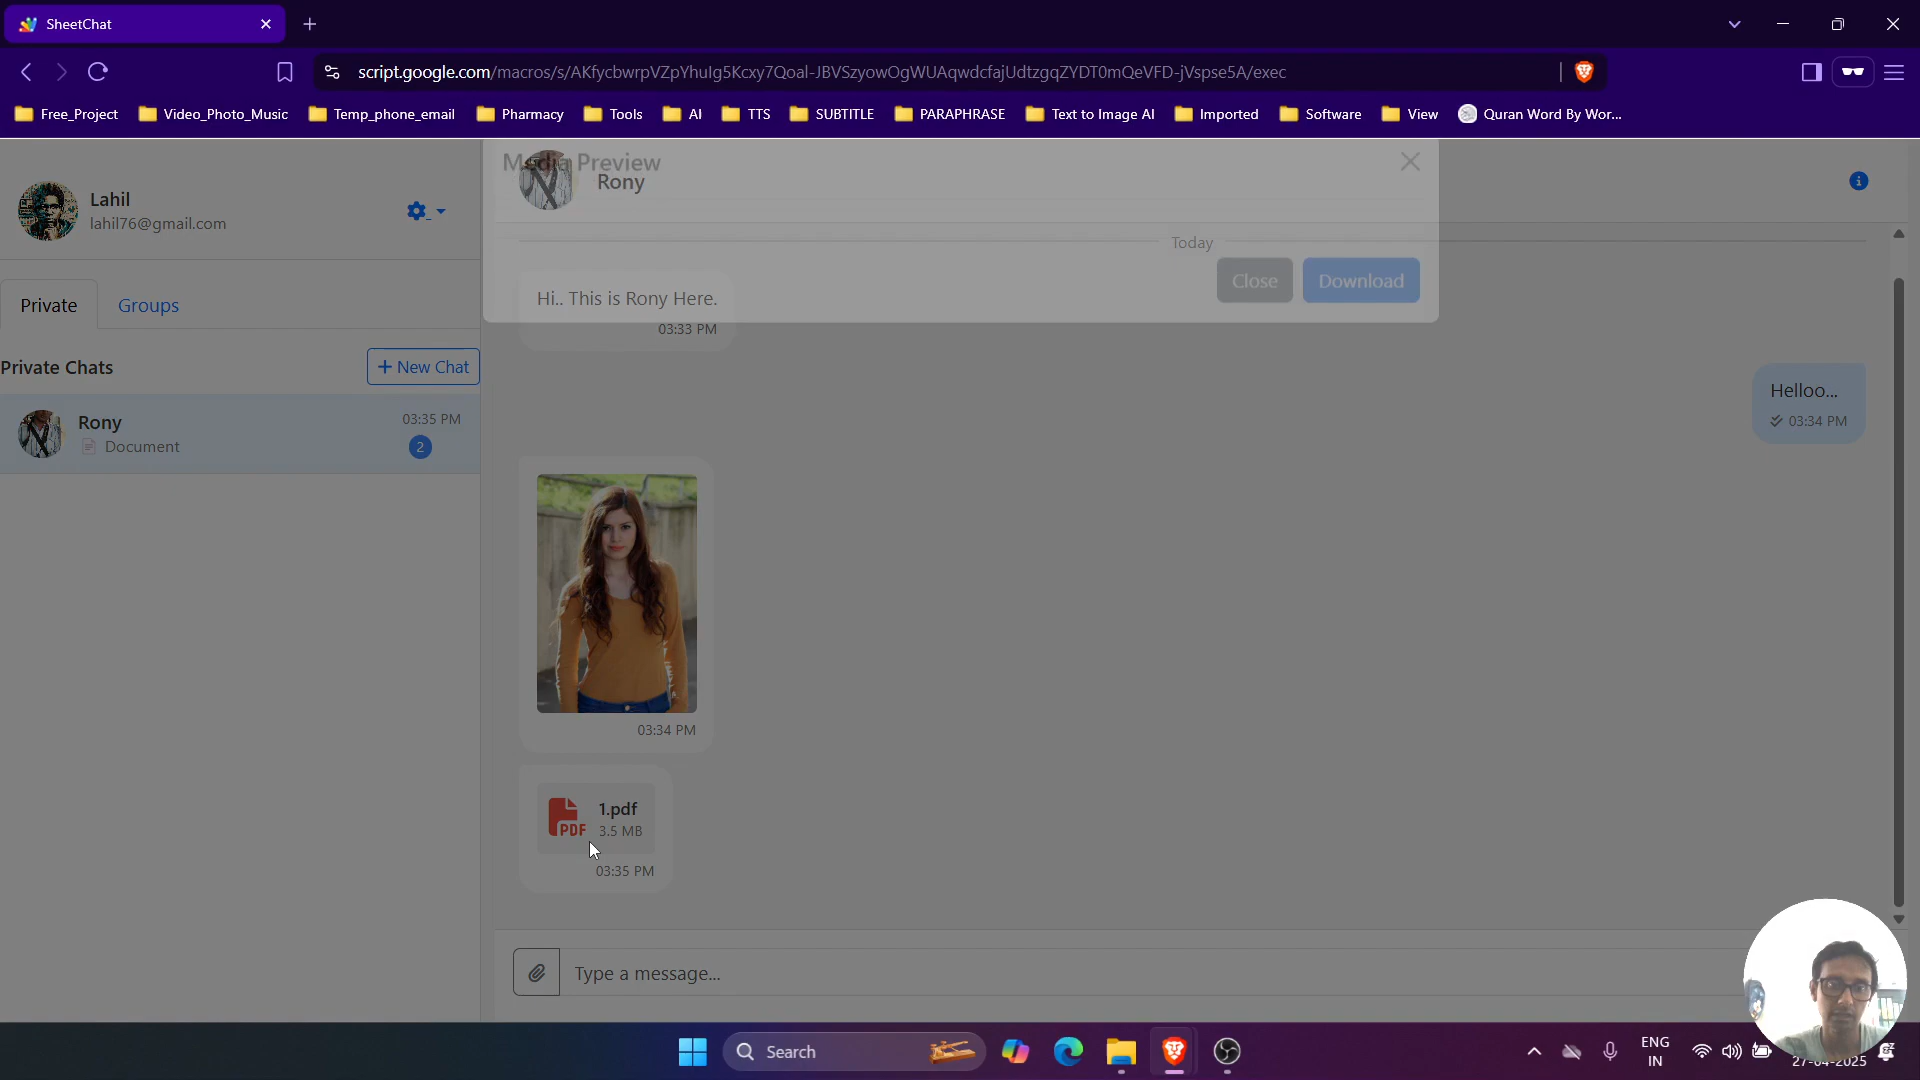 SheetChat
script.google.com/macros/s/AKfycbwrpVZpYhulg5Kcxy7Qoal-JBVSzyowOgWUAqwdcfajUdtzgqZYDT0mQeVFD-jVspse5A/exec
Free_Project
Video_Photo_Music
Temp_phone_email
Pharmacy
Tools
AI
TTS
SUBTITLE
PARAPHRASE
Text to Image AI
Imported
Software
View
Quran Word By Wor...
Lahil
lahil76@gmail.com
Private
Groups
Private Chats
+ New Chat
Rony
03:35 PM
Document
2
Media Preview
Rony
Today
Close
Download
Hi.. This is Rony Here.
03:33 PM
Helloo...
03:34 PM
03:34 PM
1.pdf
PDF
3.5 MB
03:35 PM
Type a message...
Search
ENG
IN
27-04-2025